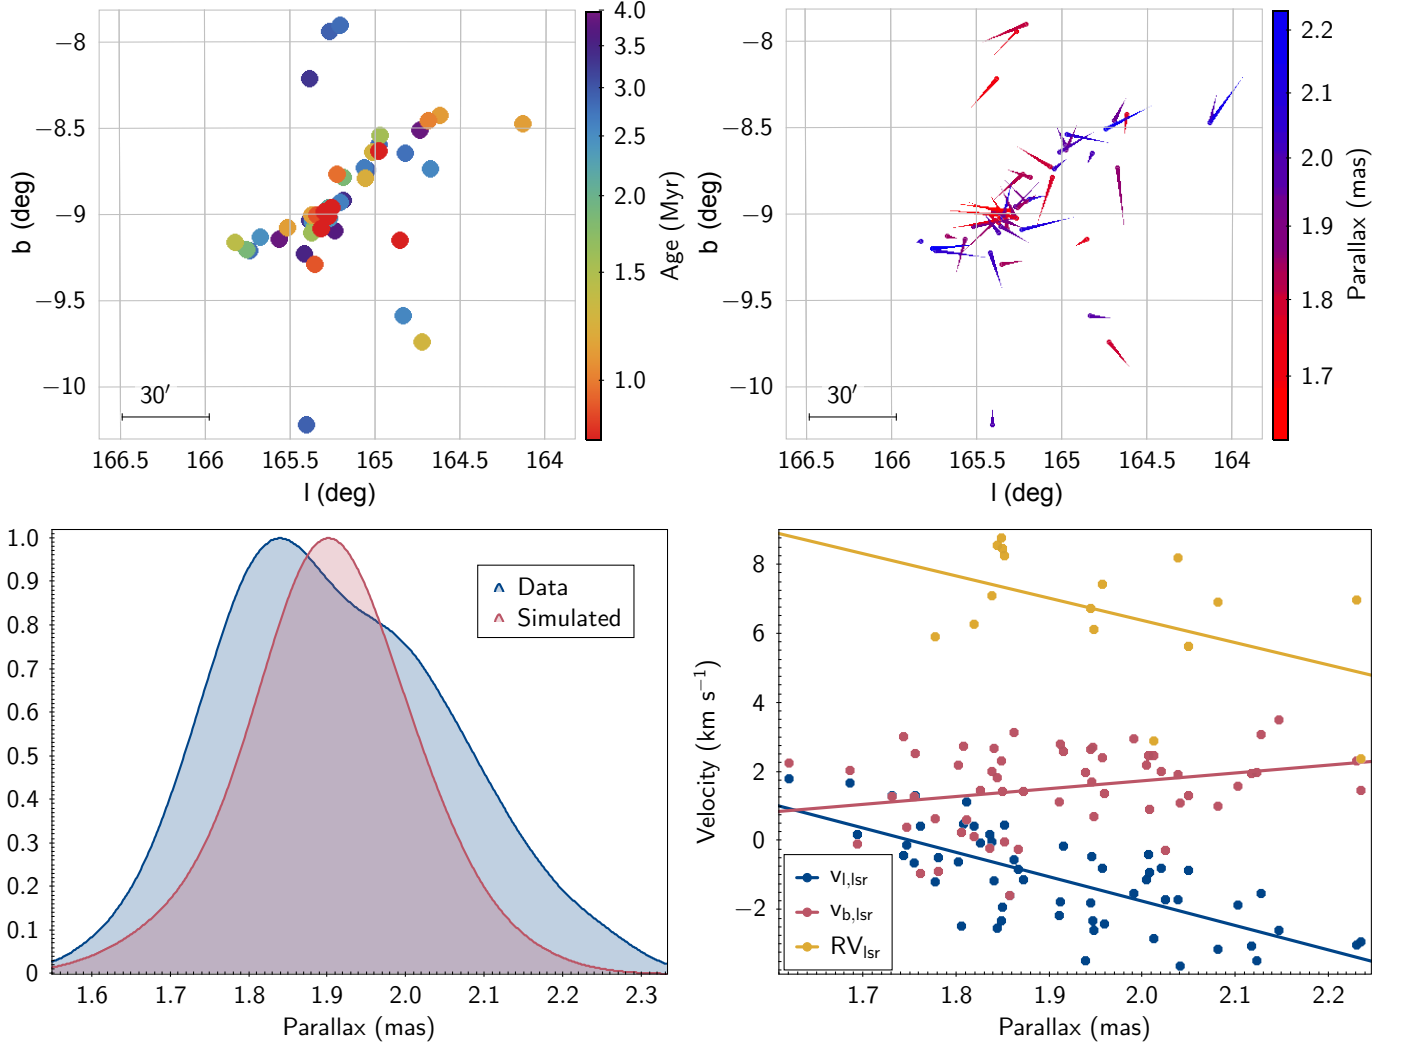 −8
−8.5
−9
−9.5
−10
b (deg)
30′
166.5 166 165.5 165 164.5 164
l (deg)
4.0
3.5
3.0
2.5
2.0
1.5
1.0
Age (Myr)
−8
−8.5
−9
−9.5
−10
b (deg)
30′
166.5 166 165.5 165 164.5 164
l (deg)
2.2
2.1
2.0
1.9
1.8
1.7
Parallax (mas)
1.0
0.9
0.8
0.7
0.6
0.5
0.4
0.3
0.2
0.1
0
Data
Simulated
1.6 1.7 1.8 1.9 2.0 2.1 2.2 2.3
Parallax (mas)
8
6
4
2
0
−2
Velocity (km s⁻¹)
v_l,lsr
v_b,lsr
RV_lsr
1.7 1.8 1.9 2.0 2.1 2.2
Parallax (mas)